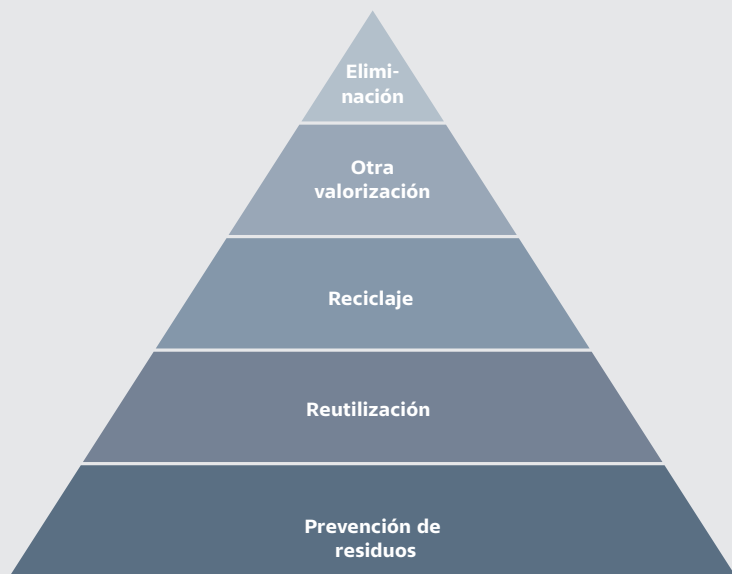 Elimi-
nación
Otra
valorización
Reciclaje
Reutilización
Prevención de
residuos